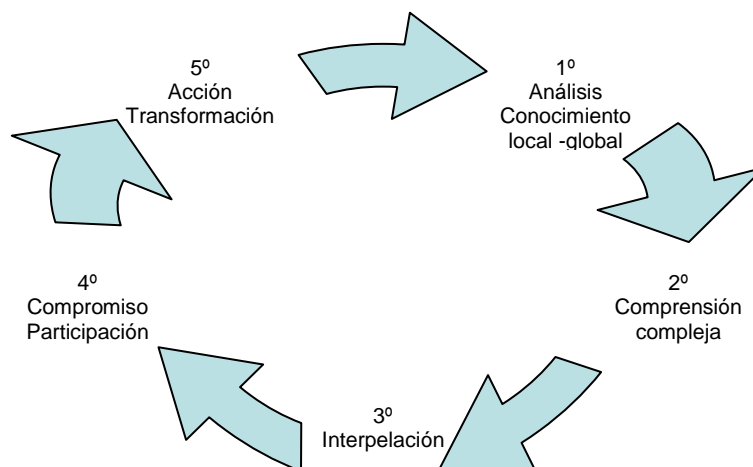 1º
Análisis
Conocimiento
local -global
2º
Comprensión
compleja
3º
Interpelación
4º
Compromiso
Participación
5º
Acción
Transformación